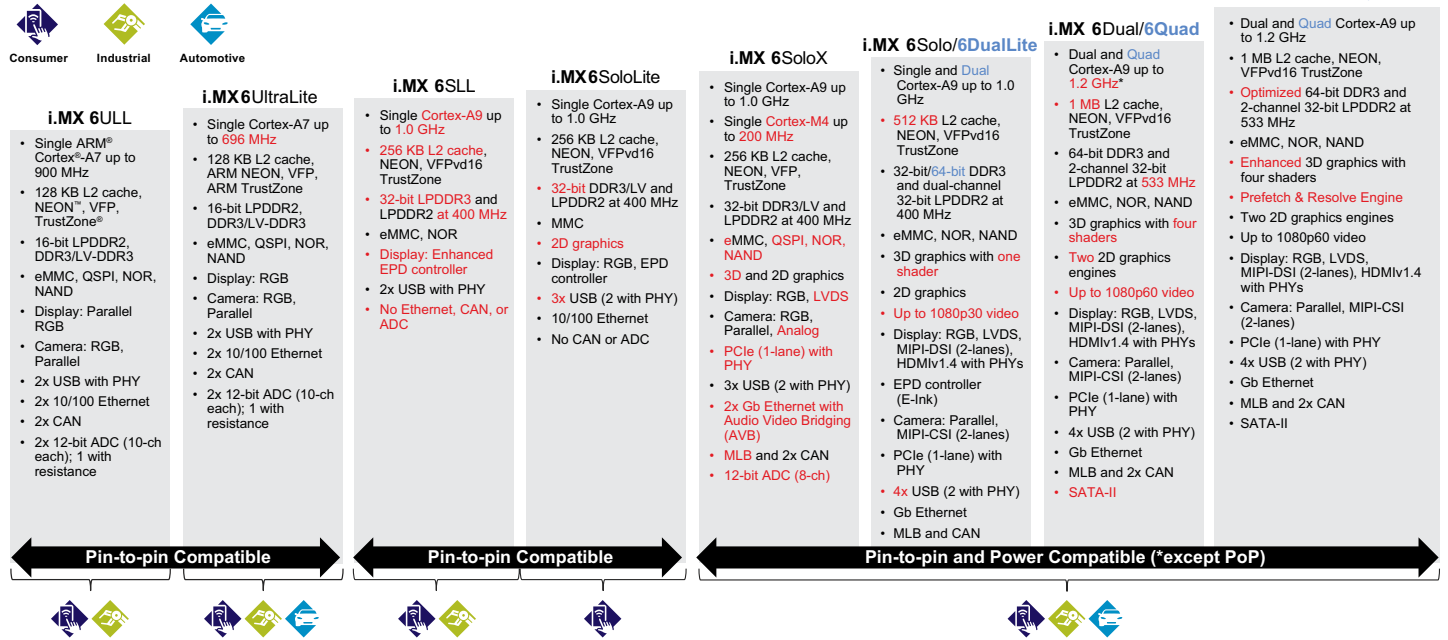 Consumer
Industrial
Automotive
i.MX 6ULL
• Single ARM®
Cortex®-A7 up to
900 MHz
• 128 KB L2 cache,
NEON™, VFP,
TrustZone®
• 16-bit LPDDR2,
DDR3/LV-DDR3
• eMMC, QSPI, NOR,
NAND
• Display: Parallel
RGB
• Camera: RGB,
Parallel
• 2x USB with PHY
• 2x 10/100 Ethernet
• 2x CAN
• 2x 12-bit ADC (10-ch
each); 1 with
resistance
i.MX6UltraLite
• Single Cortex-A7 up
to 696 MHz
• 128 KB L2 cache,
ARM NEON, VFP,
ARM TrustZone
• 16-bit LPDDR2,
DDR3/LV-DDR3
• eMMC, QSPI, NOR,
NAND
• Display: RGB
• Camera: RGB,
Parallel
• 2x USB with PHY
• 2x 10/100 Ethernet
• 2x CAN
• 2x 12-bit ADC (10-ch
each); 1 with
resistance
i.MX 6SLL
• Single Cortex-A9 up
to 1.0 GHz
• 256 KB L2 cache,
NEON, VFPvd16
TrustZone
• 32-bit LPDDR3 and
LPDDR2 at 400 MHz
• eMMC, NOR
• Display: Enhanced
EPD controller
• 2x USB with PHY
• No Ethernet, CAN, or
ADC
i.MX6SoloLite
• Single Cortex-A9 up
to 1.0 GHz
• 256 KB L2 cache,
NEON, VFPvd16
TrustZone
• 32-bit DDR3/LV and
LPDDR2 at 400 MHz
• MMC
• 2D graphics
• Display: RGB, EPD
controller
• 3x USB (2 with PHY)
• 10/100 Ethernet
• No CAN or ADC
i.MX 6SoloX
• Single Cortex-A9 up
to 1.0 GHz
• Single Cortex-M4 up
to 200 MHz
• 256 KB L2 cache,
NEON, VFP,
TrustZone
• 32-bit DDR3/LV and
LPDDR2 at 400 MHz
• eMMC, QSPI, NOR,
NAND
• 3D and 2D graphics
• Display: RGB, LVDS
• Camera: RGB,
Parallel, Analog
• PCIe (1-lane) with
PHY
• 3x USB (2 with PHY)
• 2x Gb Ethernet with
Audio Video Bridging
(AVB)
• MLB and 2x CAN
• 12-bit ADC (8-ch)
i.MX 6Solo/6DualLite
• Single and Dual
Cortex-A9 up to 1.0
GHz
• 512 KB L2 cache,
NEON, VFPvd16
TrustZone
• 32-bit/64-bit DDR3
and dual-channel
32-bit LPDDR2 at
400 MHz
• eMMC, NOR, NAND
• 3D graphics with one
shader
• 2D graphics
• Up to 1080p30 video
• Display: RGB, LVDS,
MIPI-DSI (2-lanes),
HDMIv1.4 with PHYs
• EPD controller
(E-Ink)
• Camera: Parallel,
MIPI-CSI (2-lanes)
• PCIe (1-lane) with
PHY
• 4x USB (2 with PHY)
• Gb Ethernet
• MLB and CAN
i.MX 6Dual/6Quad
• Dual and Quad
Cortex-A9 up to
1.2 GHz*
• 1 MB L2 cache,
NEON, VFPvd16
TrustZone
• 64-bit DDR3 and
2-channel 32-bit
LPDDR2 at 533 MHz
• eMMC, NOR, NAND
• 3D graphics with four
shaders
• Two 2D graphics
engines
• Up to 1080p60 video
• Display: RGB, LVDS,
MIPI-DSI (2-lanes),
HDMIv1.4 with PHYs
• Camera: Parallel,
MIPI-CSI (2-lanes)
• PCIe (1-lane) with
PHY
• 4x USB (2 with PHY)
• Gb Ethernet
• MLB and 2x CAN
• SATA-II
• Dual and Quad Cortex-A9 up
to 1.2 GHz
• 1 MB L2 cache, NEON,
VFPvd16 TrustZone
• Optimized 64-bit DDR3 and
2-channel 32-bit LPDDR2 at
533 MHz
• eMMC, NOR, NAND
• Enhanced 3D graphics with
four shaders
• Prefetch & Resolve Engine
• Two 2D graphics engines
• Up to 1080p60 video
• Display: RGB, LVDS,
MIPI-DSI (2-lanes), HDMIv1.4
with PHYs
• Camera: Parallel, MIPI-CSI
(2-lanes)
• PCIe (1-lane) with PHY
• 4x USB (2 with PHY)
• Gb Ethernet
• MLB and 2x CAN
• SATA-II
Pin-to-pin Compatible
Pin-to-pin Compatible
Pin-to-pin and Power Compatible (*except PoP)